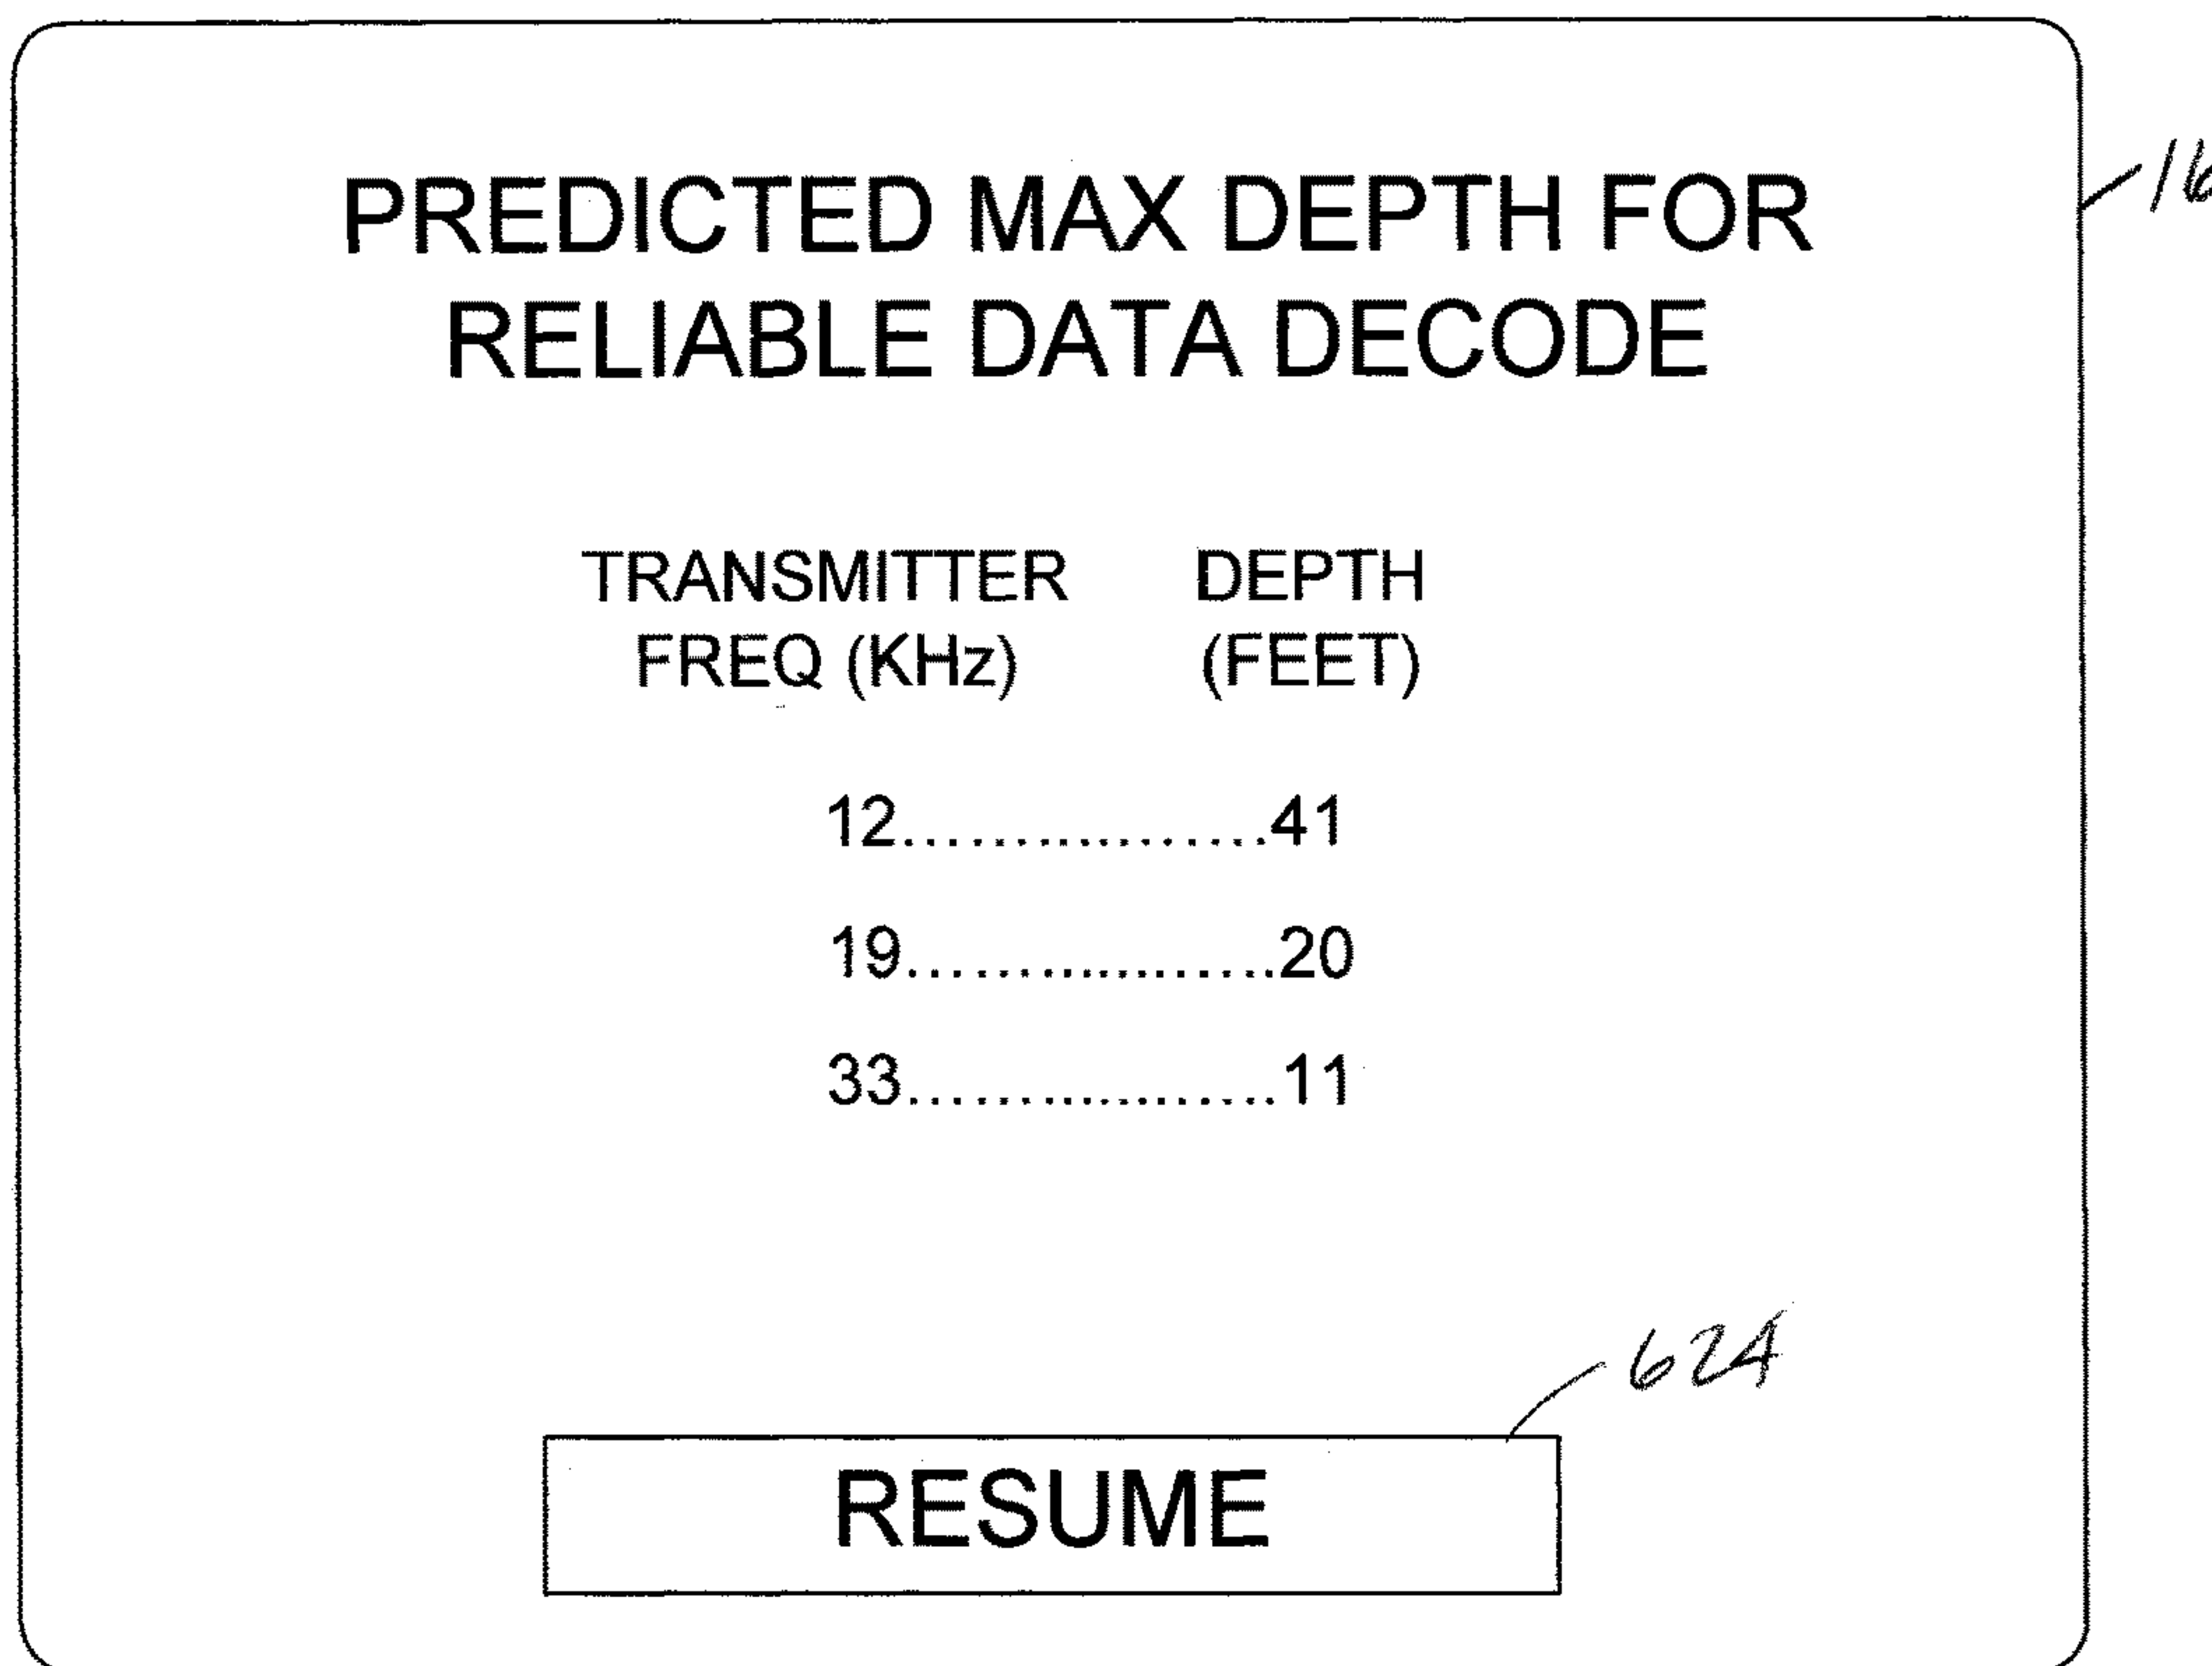 PREDICTED MAX DEPTH FOR
RELIABLE DATA DECODE
TRANSMITTER DEPTH
FREQ (KHz) (FEET)
12.................41
19.................20
33.................11
624
RESUME